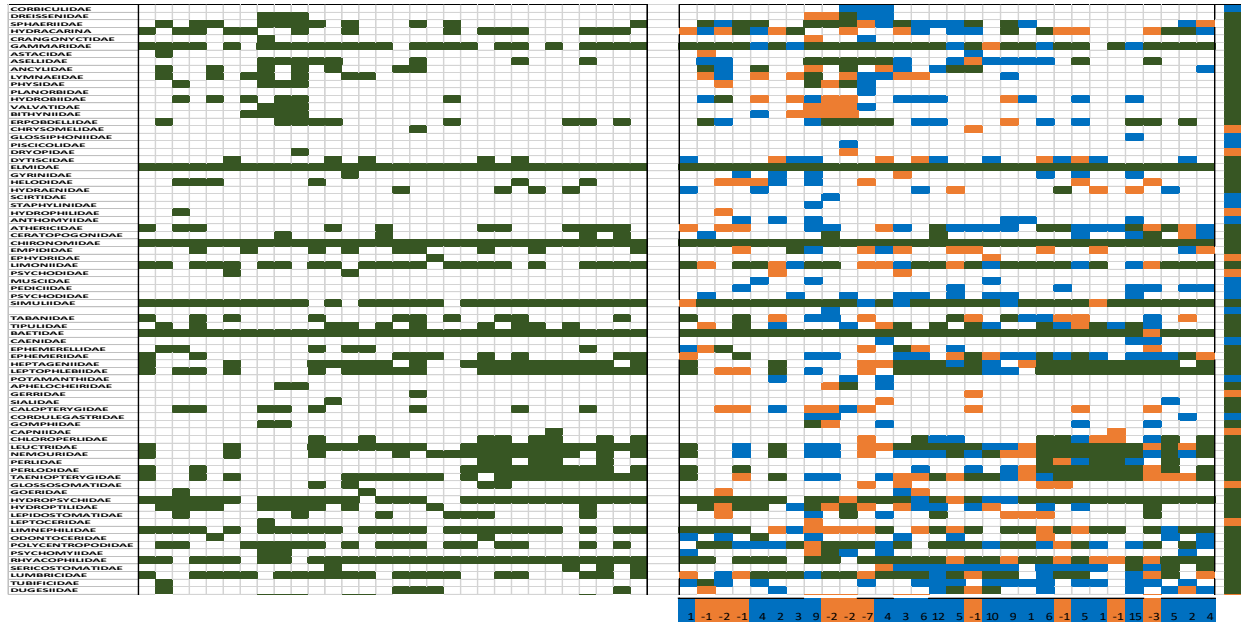 CORBICULIDAE
DREISSENIDAE
SPHAERIIDAE
HYDRACARINA
CRANGONYCTIDAE
GAMMARIDAE
ASTACIDAE
ASELLIDAE
ANCYLIDAE
LYMNAEIDAE
PHYSIDAE
PLANORBIDAE
HYDROBIIDAE
VALVATIDAE
BITHYNIIDAE
ERPOBDELLIDAE
CHRYSOMELIDAE
GLOSSIPHONIIDAE
PISCICOLIDAE
DRYOPIDAE
DYTISCIDAE
ELMIDAE
GYRINIDAE
HELODIDAE
HYDRAENIDAE
SCIRTIDAE
STAPHYLINIDAE
HYDROPHILIDAE
ANTHOMYIIDAE
ATHERICIDAE
CERATOPOGONIDAE
CHIRONOMIDAE
EMPIDIDAE
EPHYDRIDAE
LIMONIIDAE
PSYCHODIDAE
MUSCIDAE
PEDICIIDAE
PSYCHODIDAE
SIMULIIDAE
TABANIDAE
TIPULIDAE
BAETIDAE
CAENIDAE
EPHEMERELLIDAE
EPHEMERIDAE
HEPTAGENIIDAE
LEPTOPHLEBIIDAE
POTAMANTHIDAE
APHELOCHEIRIDAE
GERRIDAE
SIALIDAE
CALOPTERYGIDAE
CORDULEGASTRIDAE
GOMPHIDAE
CAPNIIDAE
CHLOROPERLIDAE
LEUCTRIDAE
NEMOURIDAE
PERLIDAE
PERLODIDAE
TAENIOPTERYGIDAE
GLOSSOSOMATIDAE
GOERIDAE
HYDROPSYCHIDAE
HYDROPTILIDAE
LEPIDOSTOMATIDAE
LEPTOCERIDAE
LIMNEPHILIDAE
ODONTOCERIDAE
POLYCENTROPODIDAE
PSYCHOMYIIDAE
RHYACOPHILIDAE
SERICOSTOMATIDAE
LUMBRICIDAE
TUBIFICIDAE
DUGESIIDAE
1 -1 -2 -1 4 2 3 9 -2 -2 -7 4 3 6 12 5 -1 10 9 1 6 -1 5 1 -1 15 -3 5 2 4